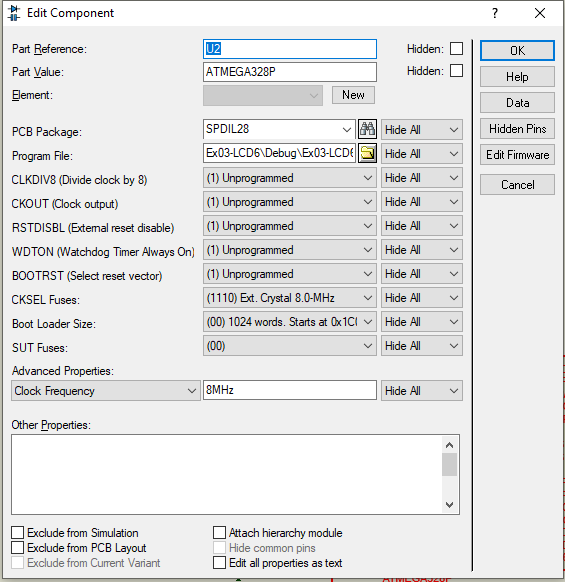 Edit Component ?
Part Reference: U2 Hidden:
Part Value: ATMEGA328P Hidden:
Element: New
PCB Package: SPDIL28 Hide All
Program File: Ex03-LCD6\Debug\Ex03-LCD6 Hide All
CLKDIV8 (Divide clock by 8) (1) Unprogrammed Hide All
CKOUT (Clock output) (1) Unprogrammed Hide All
RSTDISBL (External reset disable) (1) Unprogrammed Hide All
WDTON (Watchdog Timer Always On) (1) Unprogrammed Hide All
BOOTRST (Select reset vector) (1) Unprogrammed Hide All
CKSEL Fuses: (1110) Ext. Crystal 8.0-MHz Hide All
Boot Loader Size: (00) 1024 words. Starts at 0x1C0 Hide All
SUT Fuses: (00) Hide All
Advanced Properties:
Clock Frequency 8MHz Hide All
Other Properties:
Exclude from Simulation Attach hierarchy module
Exclude from PCB Layout Hide common pins
Exclude from Current Variant Edit all properties as text
OK
Help
Data
Hidden Pins
Edit Firmware
Cancel
ATMEGA328P